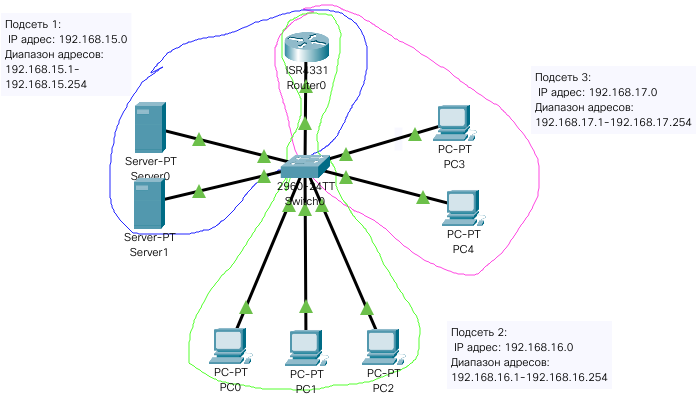 Подсеть 1:
IP адрес: 192.168.15.0
Диапазон адресов:
192.168.15.1-
192.168.15.254
ISR4331
Router0
Подсеть 3:
IP адрес: 192.168.17.0
Диапазон адресов:
192.168.17.1-192.168.17.254
Server-PT
Server0
PC-PT
PC3
2960-24TT
Switch0
Server-PT
Server1
PC-PT
PC4
Подсеть 2:
IP адрес: 192.168.16.0
Диапазон адресов:
192.168.16.1-192.168.16.254
PC-PT
PC0
PC-PT
PC1
PC-PT
PC2